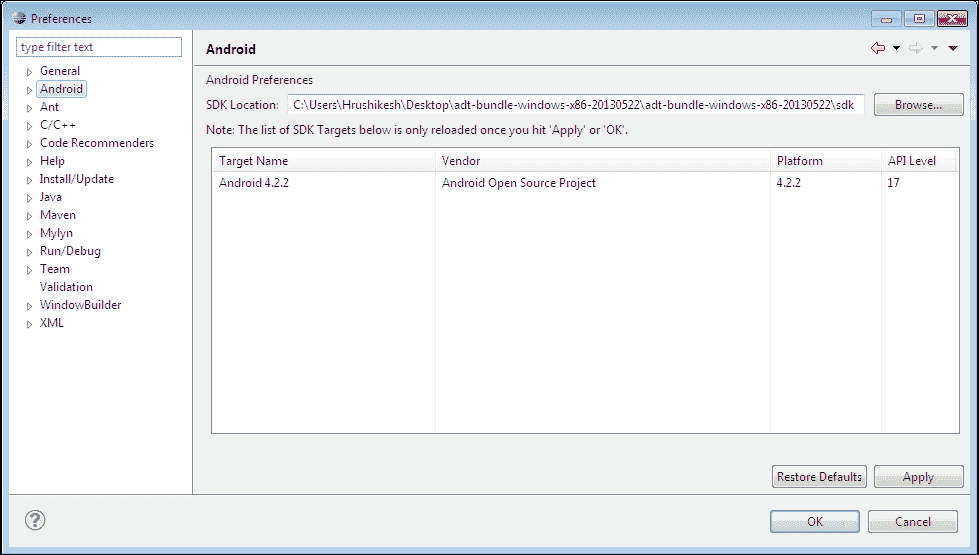 Preferences
type filter text
General
Android
Ant
C/C++
Code Recommenders
Help
Install/Update
Java
Maven
Mylyn
Run/Debug
Team
Validation
WindowBuilder
XML
Android
Android Preferences
SDK Location: C:\Users\Hrushikesh\Desktop\adt-bundle-windows-x86-20130522\adt-bundle-windows-x86-20130522\sdk Browse...
Note: The list of SDK Targets below is only reloaded once you hit 'Apply' or 'OK'.
Target Name Vendor Platform API Level
Android 4.2.2 Android Open Source Project 4.2.2 17
Restore Defaults Apply
? OK Cancel